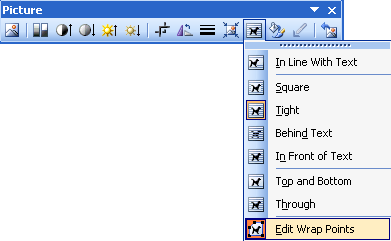 Picture
In Line With Text
Square
Tight
Behind Text
In Front of Text
Top and Bottom
Through
Edit Wrap Points